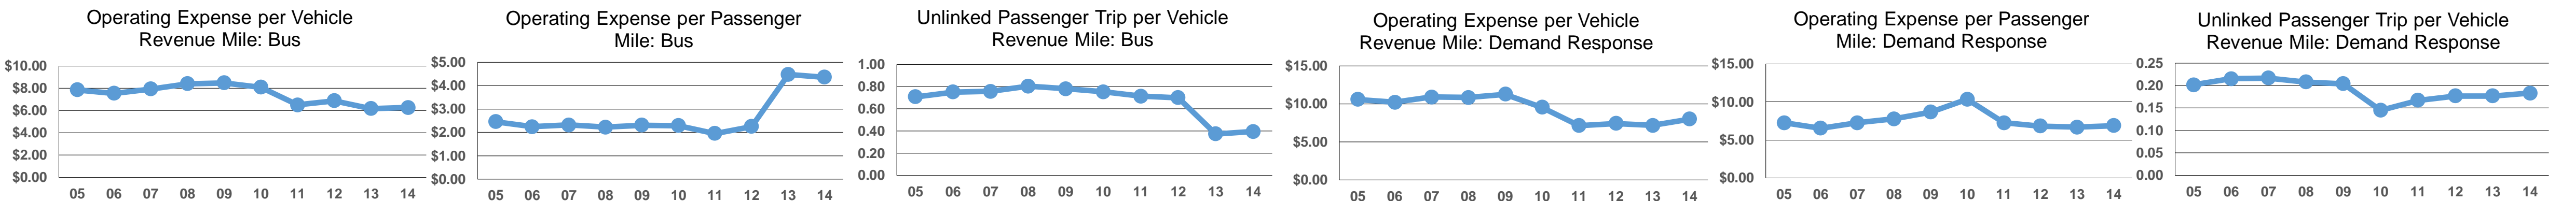 Operating Expense per Vehicle
Revenue Mile: Bus
$10.00
$8.00
$6.00
$4.00
$2.00
$0.00
05 06 07 08 09 10 11 12 13 14
Operating Expense per Passenger
Mile: Bus
$5.00
$4.00
$3.00
$2.00
$1.00
$0.00
05 06 07 08 09 10 11 12 13 14
Unlinked Passenger Trip per Vehicle
Revenue Mile: Bus
1.00
0.80
0.60
0.40
0.20
0.00
05 06 07 08 09 10 11 12 13 14
Operating Expense per Vehicle
Revenue Mile: Demand Response
$15.00
$10.00
$5.00
$0.00
05 06 07 08 09 10 11 12 13 14
Operating Expense per Passenger
Mile: Demand Response
$15.00
$10.00
$5.00
$0.00
05 06 07 08 09 10 11 12 13 14
Unlinked Passenger Trip per Vehicle
Revenue Mile: Demand Response
0.25
0.20
0.15
0.10
0.05
0.00
05 06 07 08 09 10 11 12 13 14